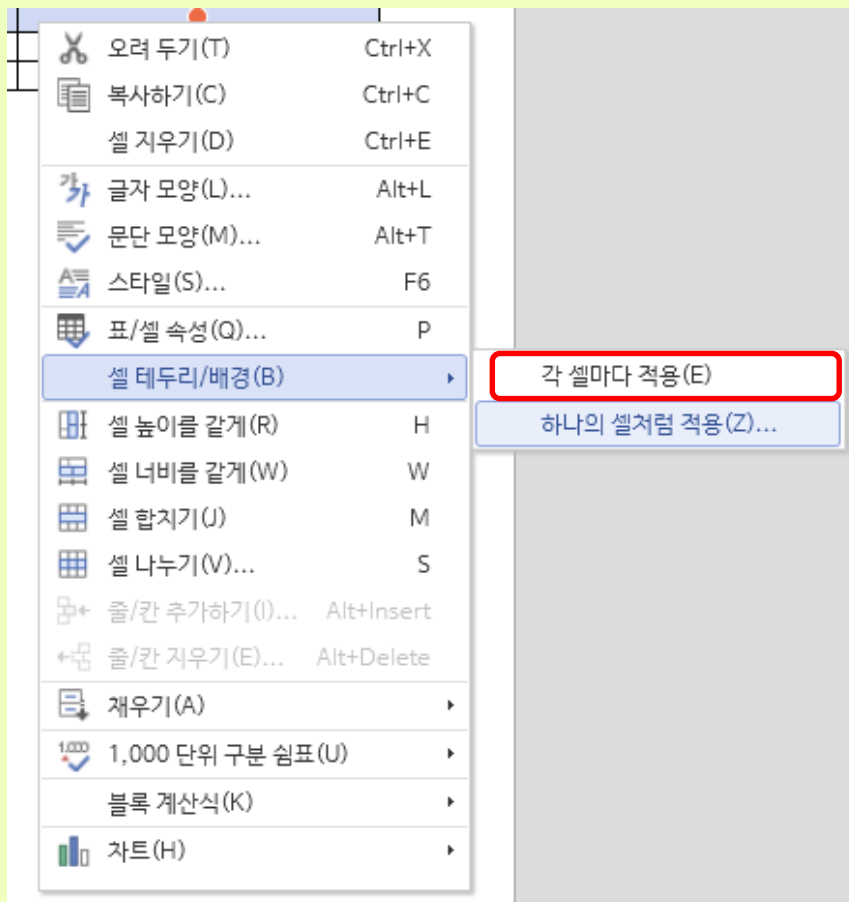 오려 두기(T) Ctrl+X
복사하기(C) Ctrl+C
셀 지우기(D) Ctrl+E
가가 글자 모양(L)... Alt+L
문단 모양(M)... Alt+T
A A 스타일(S)... F6
표/셀 속성(Q)... P
셀 테두리/배경(B)
각 셀마다 적용(E)
셀 높이를 같게(R) H
하나의 셀처럼 적용(Z)...
셀 너비를 같게(W) W
셀 합치기(J) M
셀 나누기(V)... S
줄/칸 추가하기(I)... Alt+Insert
줄/칸 지우기(E)... Alt+Delete
채우기(A)
1,000 1,000 단위 구분 쉼표(U)
블록 계산식(K)
차트(H)